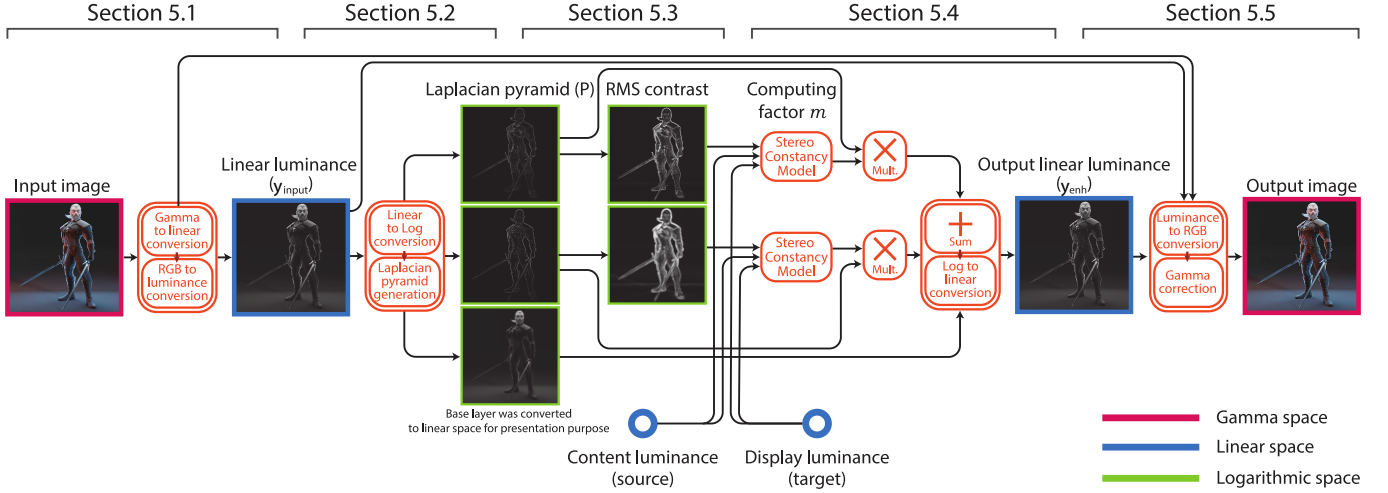 Section 5.1
Section 5.2
Section 5.3
Section 5.4
Section 5.5
Input image
Gamma
to linear
conversion
RGB to
luminance
conversion
Linear luminance
(y_input)
Linear
to Log
conversion
Laplacian
pyramid
generation
Laplacian pyramid (P)
RMS contrast
Base layer was converted
to linear space for presentation purpose
Computing
factor m
Stereo
Constancy
Model
Mult.
Stereo
Constancy
Model
Mult.
Content luminance
(source)
Display luminance
(target)
Sum
Log to
linear
conversion
Output linear luminance
(y_enh)
Luminance
to RGB
conversion
Gamma
correction
Output image
Gamma space
Linear space
Logarithmic space